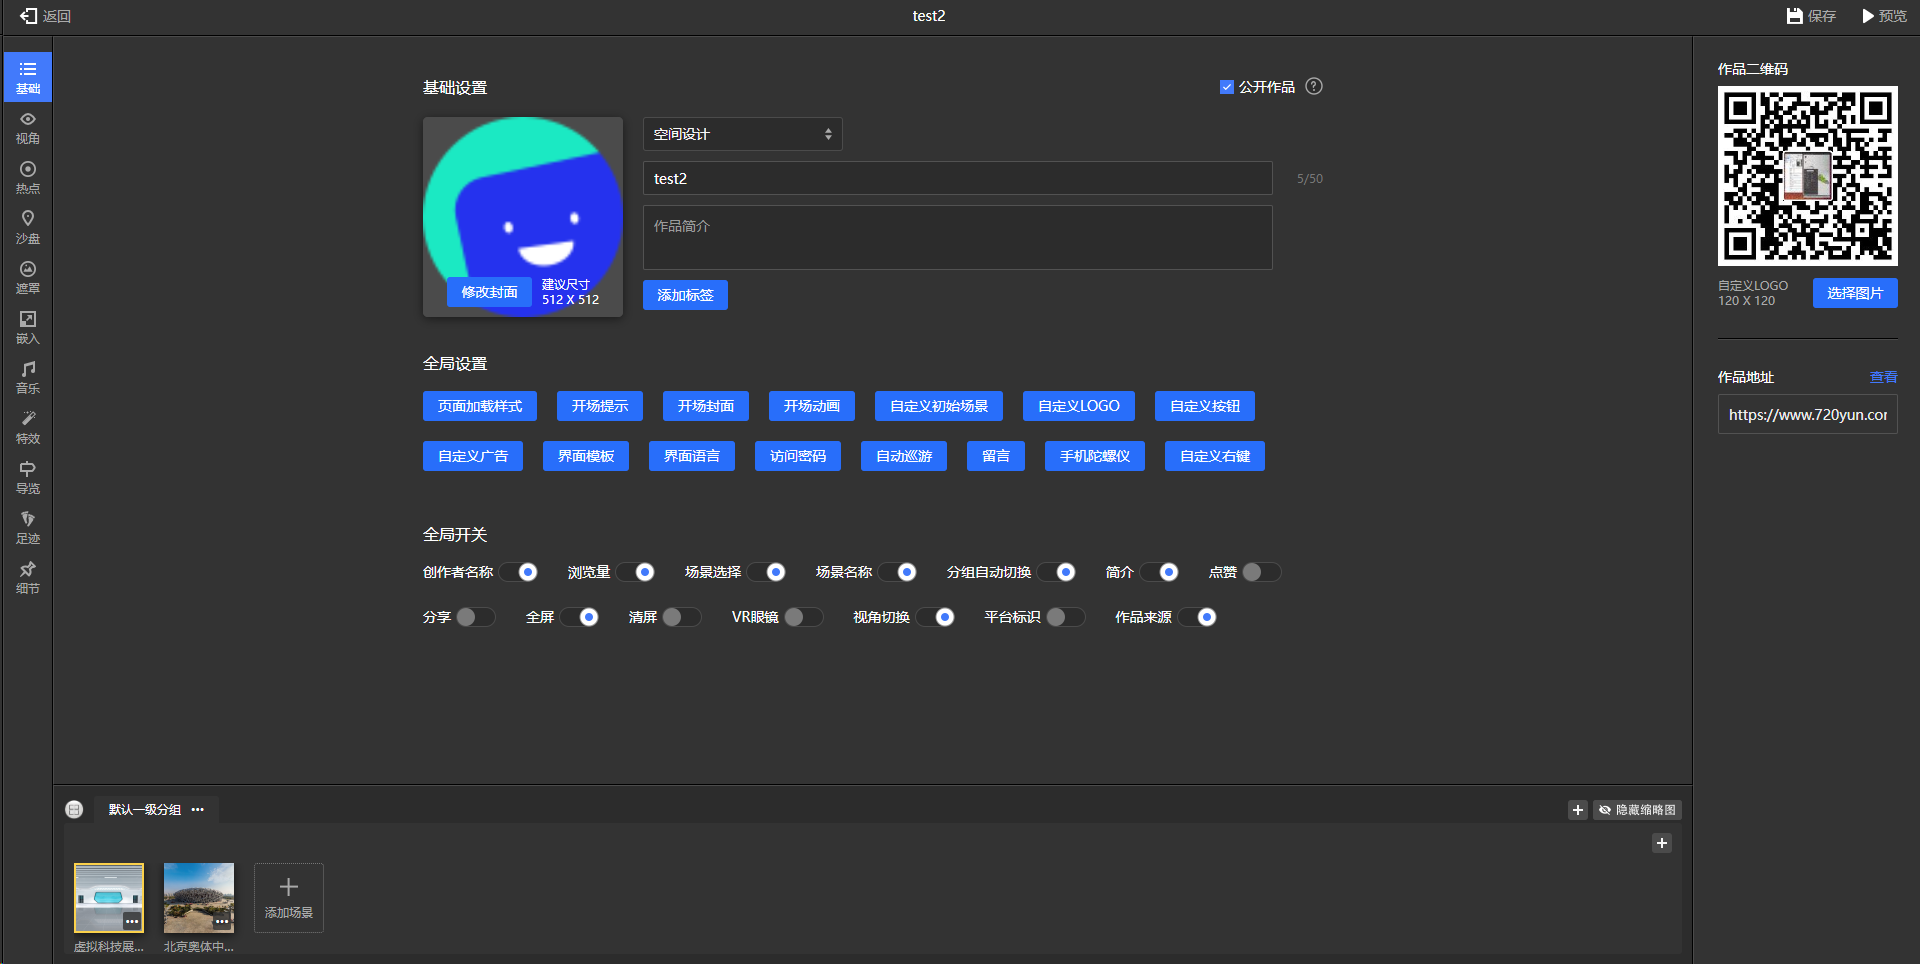 返回
test2
保存
预览
基础
视角
热点
沙盘
遮罩
嵌入
音乐
特效
导览
足迹
细节
基础设置
公开作品
空间设计
test2
5/50
作品简介
修改封面
建议尺寸
512 X 512
添加标签
全局设置
页面加载样式 开场提示 开场封面 开场动画 自定义初始场景 自定义LOGO 自定义按钮
自定义广告 界面模板 界面语言 访问密码 自动巡游 留言 手机陀螺仪 自定义右键
全局开关
创作者名称 浏览量 场景选择 场景名称 分组自动切换 简介 点赞
分享 全屏 清屏 VR眼镜 视角切换 平台标识 作品来源
作品二维码
自定义LOGO
120 X 120
选择图片
作品地址 查看
https://www.720yun.cor
默认一级分组
隐藏缩略图
添加场景
虚拟科技展...
北京奥体中...